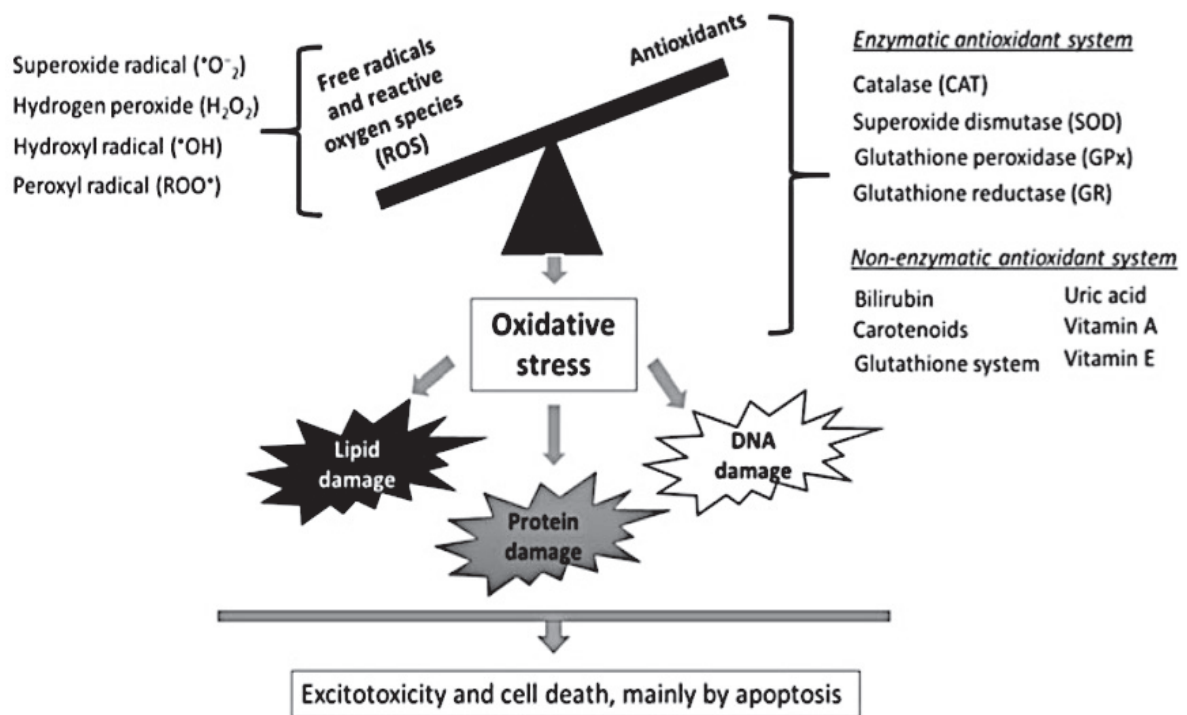 Superoxide radical (•O⁻₂)
Hydrogen peroxide (H₂O₂)
Hydroxyl radical (•OH)
Peroxyl radical (ROO•)
Free radicals
and reactive
oxygen species
(ROS)
Antioxidants
Enzymatic antioxidant system
Catalase (CAT)
Superoxide dismutase (SOD)
Glutathione peroxidase (GPx)
Glutathione reductase (GR)
Non-enzymatic antioxidant system
Bilirubin
Carotenoids
Glutathione system
Uric acid
Vitamin A
Vitamin E
Oxidative
stress
Lipid
damage
Protein
damage
DNA
damage
Excitotoxicity and cell death, mainly by apoptosis